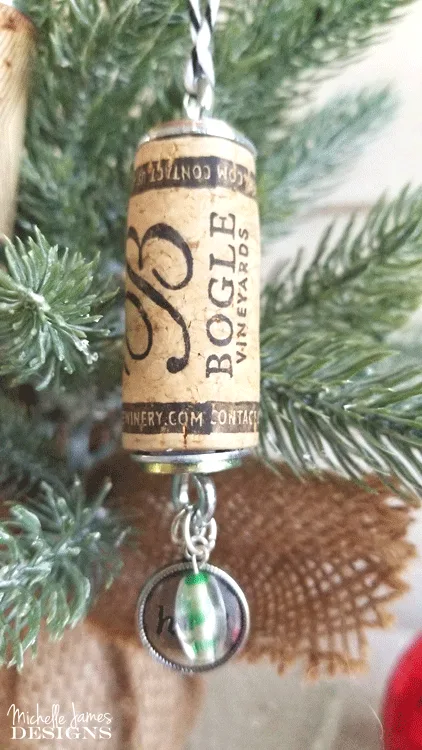 .COM CONTACT
B
BOGLE
VINEYARDS
WINERY.COM CONTAC
h
Michelle James
DESIGNS